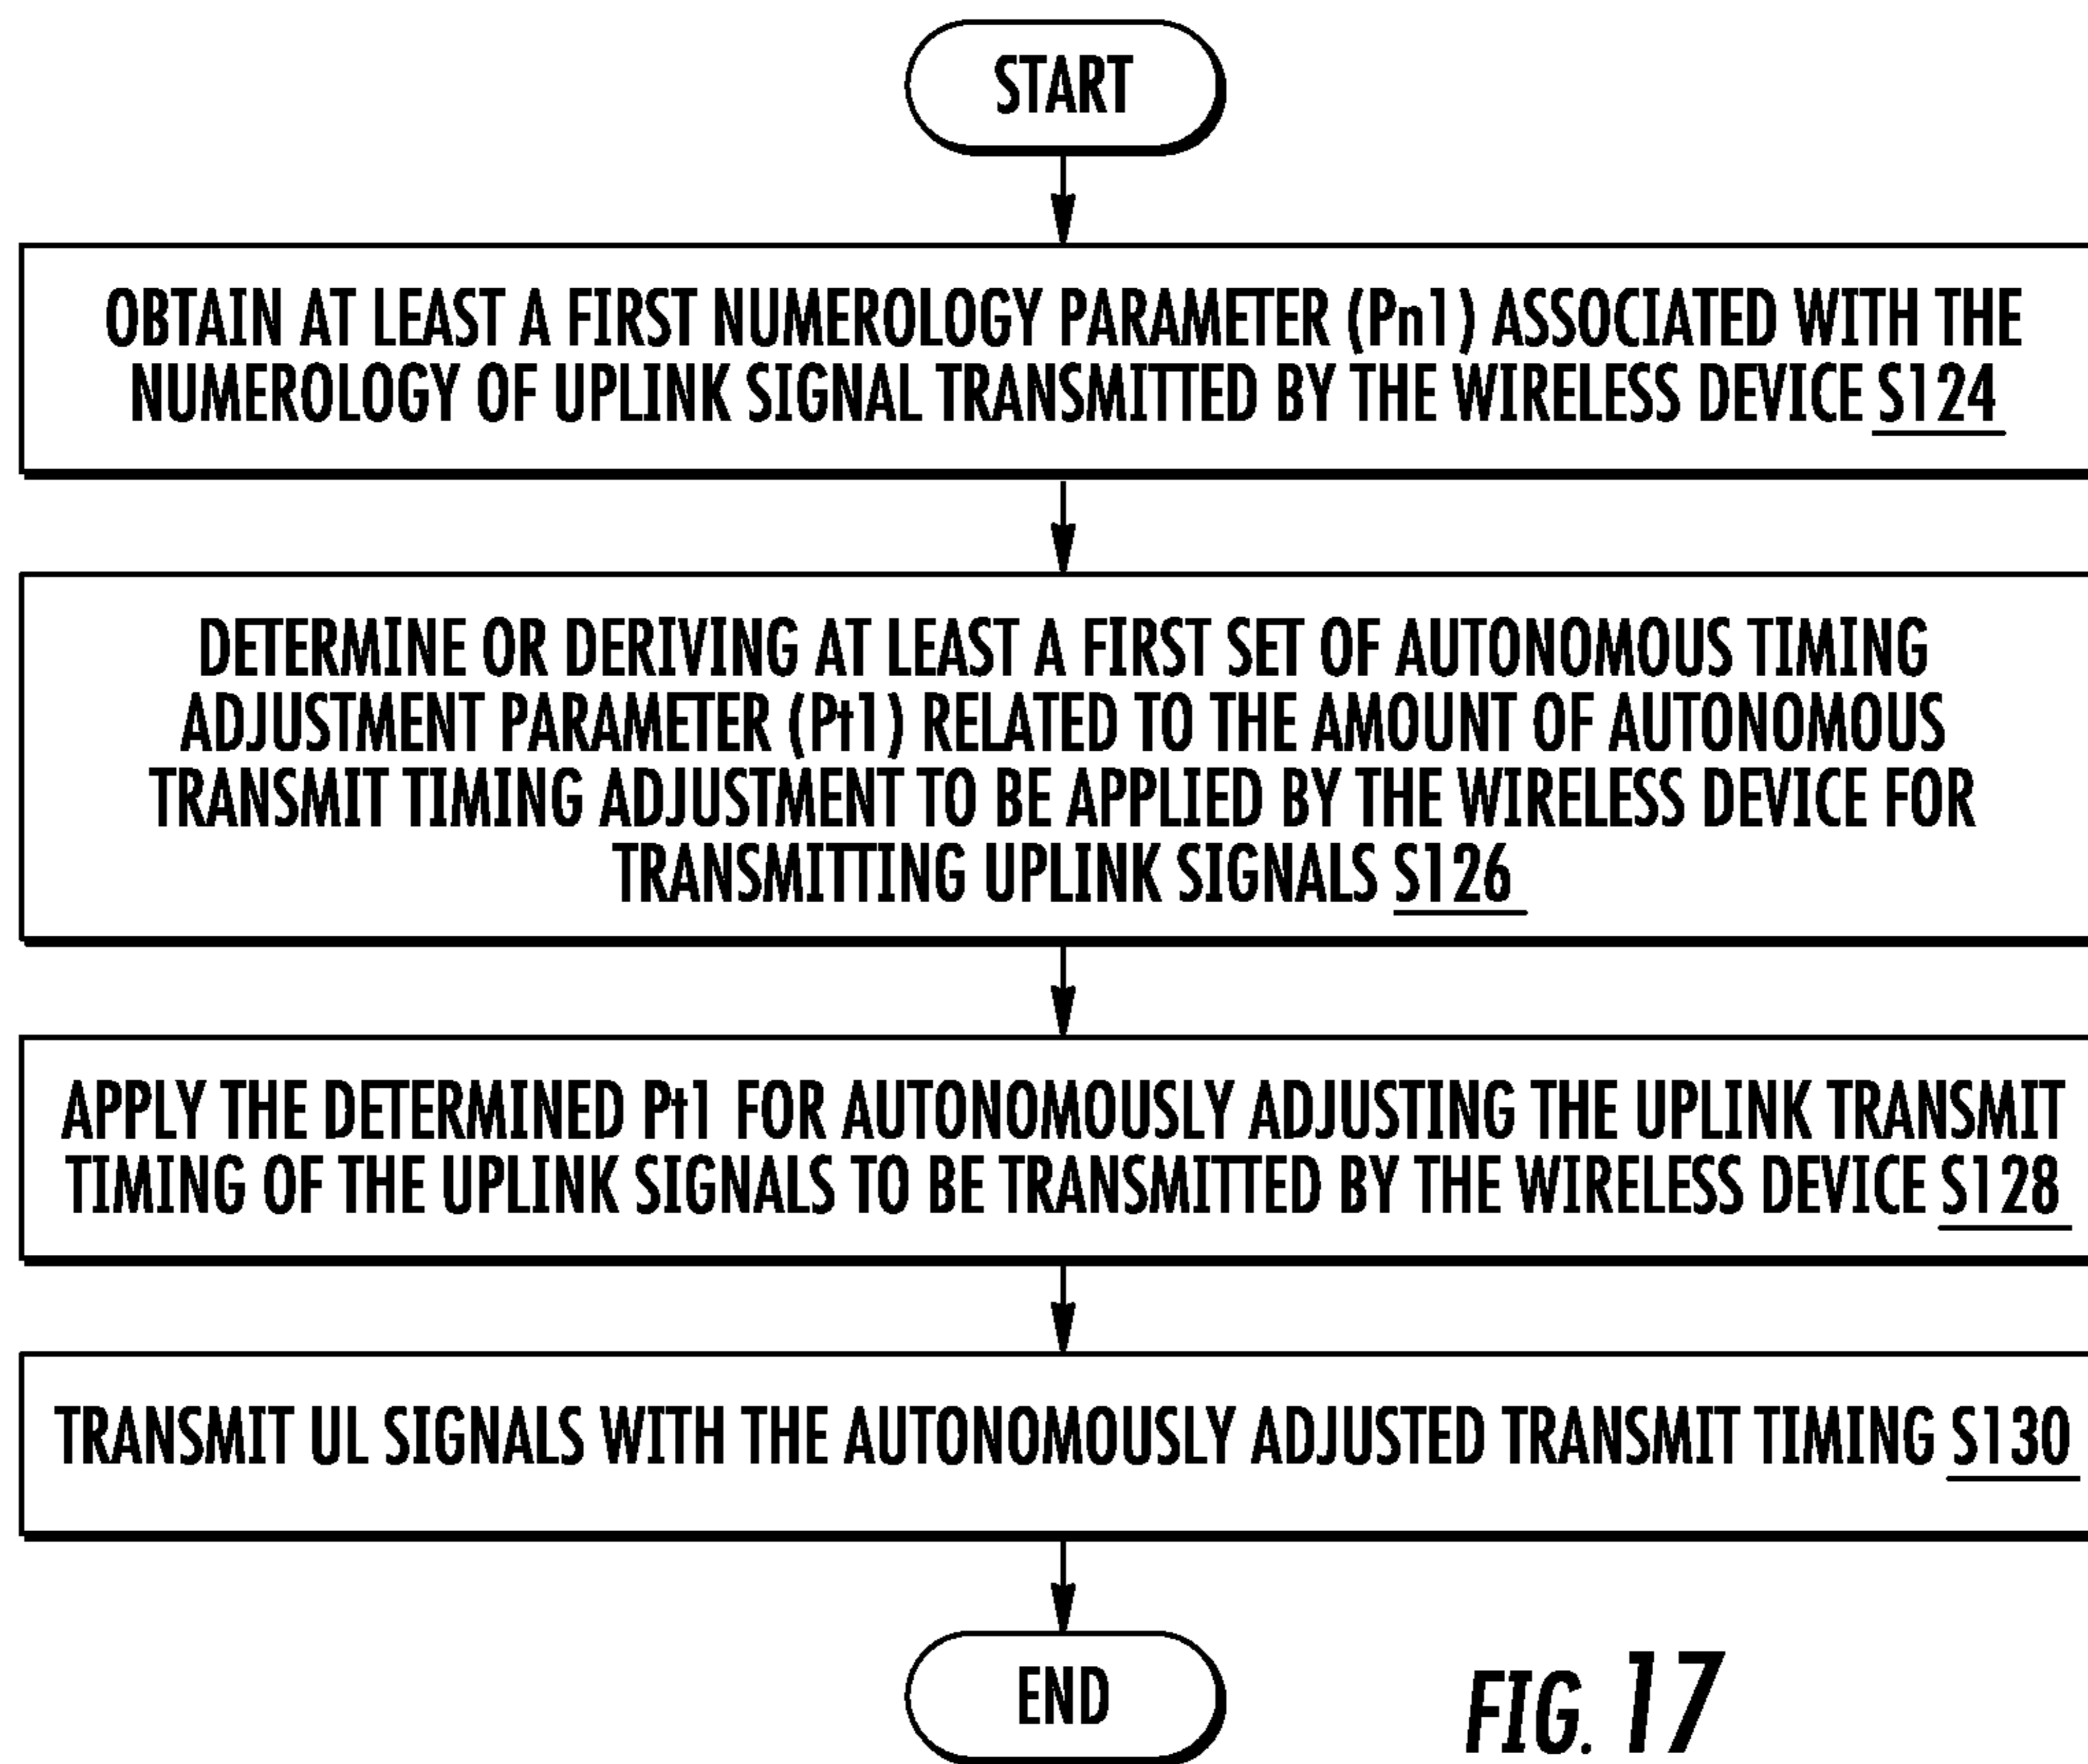 START
OBTAIN AT LEAST A FIRST NUMEROLOGY PARAMETER (Pn1) ASSOCIATED WITH THE
NUMEROLOGY OF UPLINK SIGNAL TRANSMITTED BY THE WIRELESS DEVICE S124
DETERMINE OR DERIVING AT LEAST A FIRST SET OF AUTONOMOUS TIMING
ADJUSTMENT PARAMETER (Pt1) RELATED TO THE AMOUNT OF AUTONOMOUS
TRANSMIT TIMING ADJUSTMENT TO BE APPLIED BY THE WIRELESS DEVICE FOR
TRANSMITTING UPLINK SIGNALS S126
APPLY THE DETERMINED Pt1 FOR AUTONOMOUSLY ADJUSTING THE UPLINK TRANSMIT
TIMING OF THE UPLINK SIGNALS TO BE TRANSMITTED BY THE WIRELESS DEVICE S128
TRANSMIT UL SIGNALS WITH THE AUTONOMOUSLY ADJUSTED TRANSMIT TIMING S130
END
FIG. 17